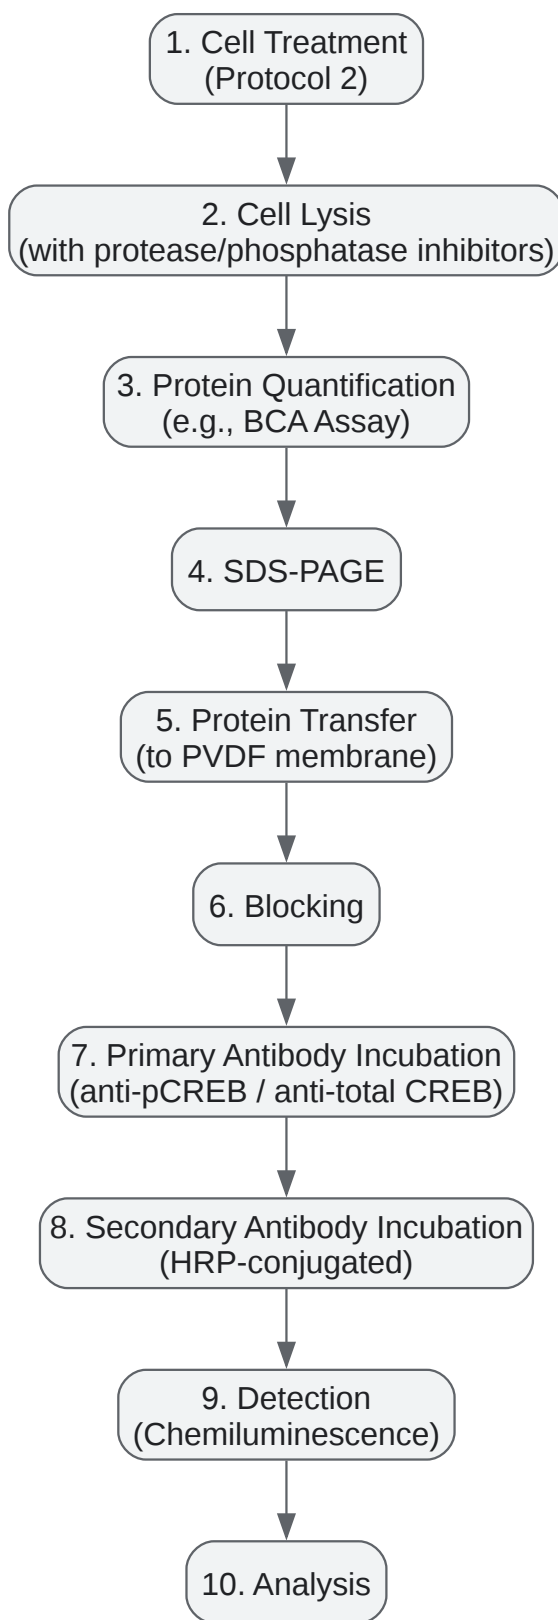 1. Cell Treatment
(Protocol 2)
2. Cell Lysis
(with protease/phosphatase inhibitors)
3. Protein Quantification
(e.g., BCA Assay)
4. SDS-PAGE
5. Protein Transfer
(to PVDF membrane)
6. Blocking
7. Primary Antibody Incubation
(anti-pCREB / anti-total CREB)
8. Secondary Antibody Incubation
(HRP-conjugated)
9. Detection
(Chemiluminescence)
10. Analysis